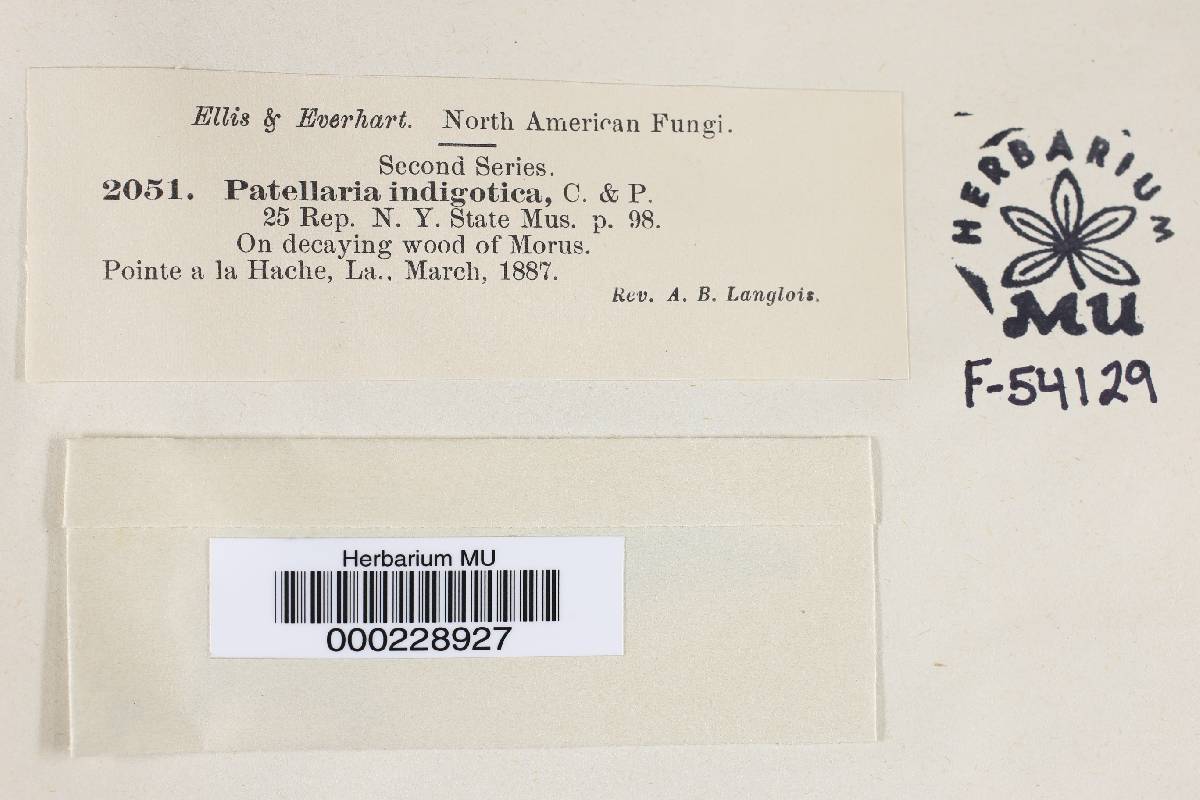 Ellis & Everhart. North American Fungi.
Second Series.
2051. Patellaria indigotica, C. & P.
25 Rep. N. Y. State Mus. p. 98.
On decaying wood of Morus.
Pointe a la Hache, La., March, 1887.
Rev. A. B. Langlois.
HERBARIUM
MU
F-54129
Herbarium MU
000228927